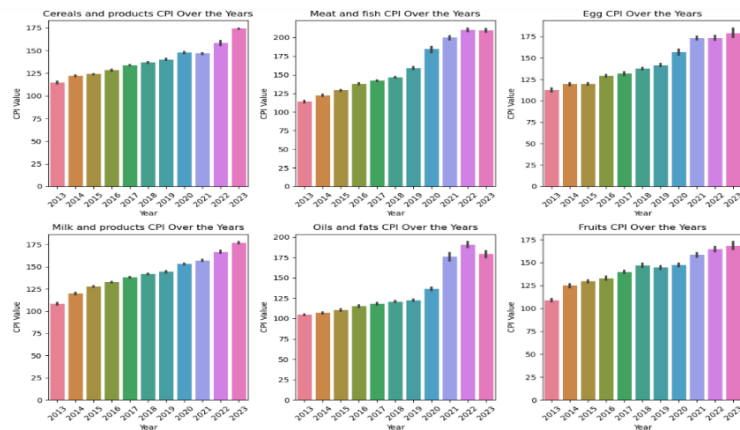 Cereals and products CPI Over the Years
CPI Value
175
150
125
100
75
50
25
0
2013 2014 2015 2016 2017 2018 2019 2020 2021 2022 2023
Year
Meat and fish CPI Over the Years
CPI Value
200
175
150
125
100
75
50
25
0
2013 2014 2015 2016 2017 2018 2019 2020 2021 2022 2023
Year
Egg CPI Over the Years
CPI Value
175
150
125
100
75
50
25
0
2013 2014 2015 2016 2017 2018 2019 2020 2021 2022 2023
Year
Milk and products CPI Over the Years
CPI Value
175
150
125
100
75
50
25
0
2013 2014 2015 2016 2017 2018 2019 2020 2021 2022 2023
Year
Oils and fats CPI Over the Years
CPI Value
200
175
150
125
100
75
50
25
0
2013 2014 2015 2016 2017 2018 2019 2020 2021 2022 2023
Year
Fruits CPI Over the Years
CPI Value
175
150
125
100
75
50
25
0
2013 2014 2015 2016 2017 2018 2019 2020 2021 2022 2023
Year